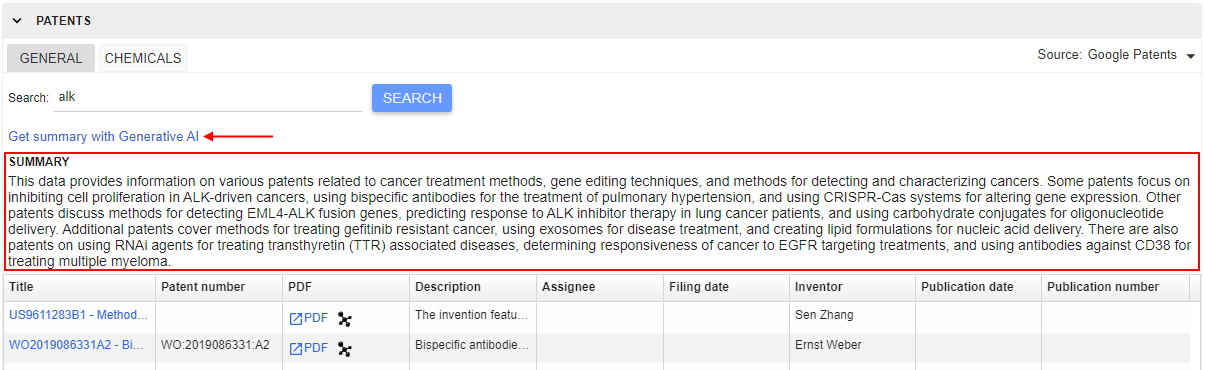 PATENTS
GENERAL CHEMICALS Source: Google Patents
Search: alk SEARCH
Get summary with Generative AI
SUMMARY
This data provides information on various patents related to cancer treatment methods, gene editing techniques, and methods for detecting and characterizing cancers. Some patents focus on
inhibiting cell proliferation in ALK-driven cancers, using bispecific antibodies for the treatment of pulmonary hypertension, and using CRISPR-Cas systems for altering gene expression. Other
patents discuss methods for detecting EML4-ALK fusion genes, predicting response to ALK inhibitor therapy in lung cancer patients, and using carbohydrate conjugates for oligonucleotide
delivery. Additional patents cover methods for treating gefitinib resistant cancer, using exosomes for disease treatment, and creating lipid formulations for nucleic acid delivery. There are also
patents on using RNAi agents for treating transthyretin (TTR) associated diseases, determining responsiveness of cancer to EGFR targeting treatments, and using antibodies against CD38 for
treating multiple myeloma.
Title Patent number PDF Description Assignee Filing date Inventor Publication date Publication number
US9611283B1 - Method... PDF The invention featu... Sen Zhang
WO2019086331A2 - Bi... WO:2019086331:A2 PDF Bispecific antibodie... Ernst Weber